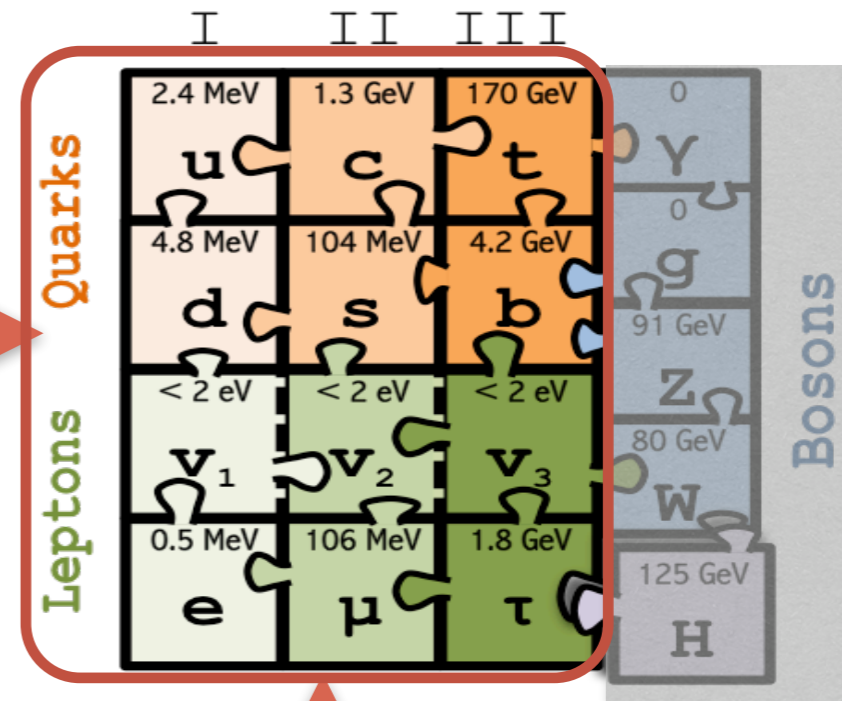 I II III
Quarks
Leptons
Bosons
2.4 MeV 1.3 GeV 170 GeV 0
u c t γ
0
4.8 MeV 104 MeV 4.2 GeV
d s b g
91 GeV
< 2 eV < 2 eV < 2 eV
Z
80 GeV
ν₁ ν₂ ν₃
W
0.5 MeV 106 MeV 1.8 GeV
125 GeV
e μ τ H